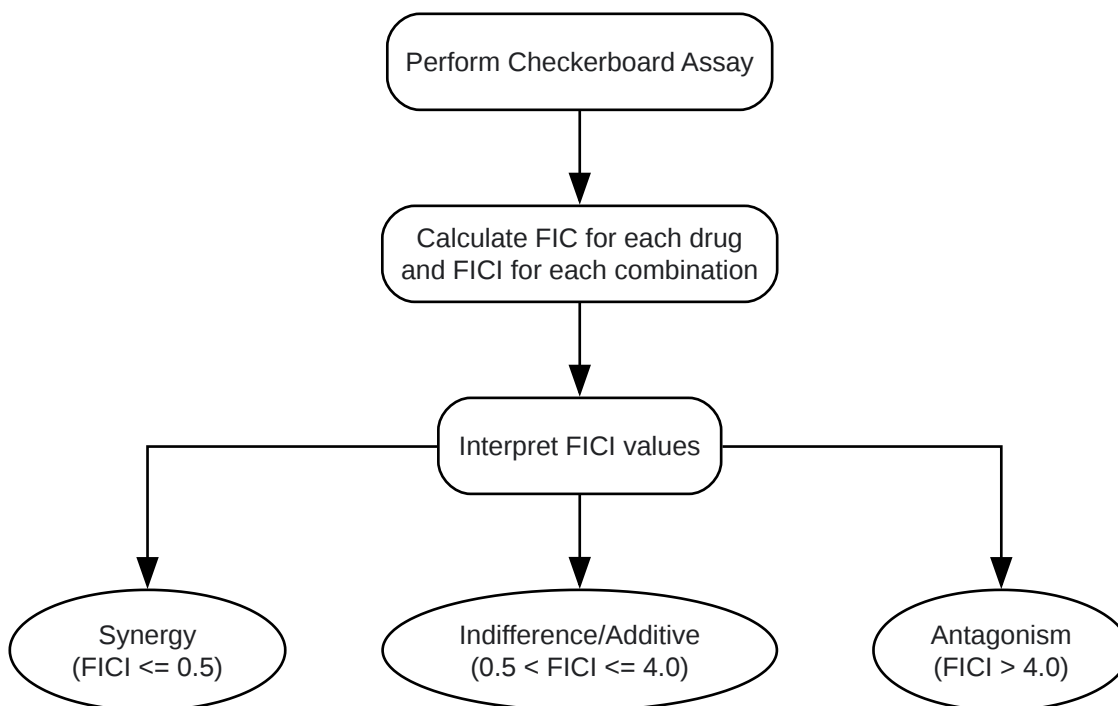 Perform Checkerboard Assay
Calculate FIC for each drug
and FICI for each combination
Interpret FICI values
Synergy
(FICI <= 0.5)
Indifference/Additive
(0.5 < FICI <= 4.0)
Antagonism
(FICI > 4.0)